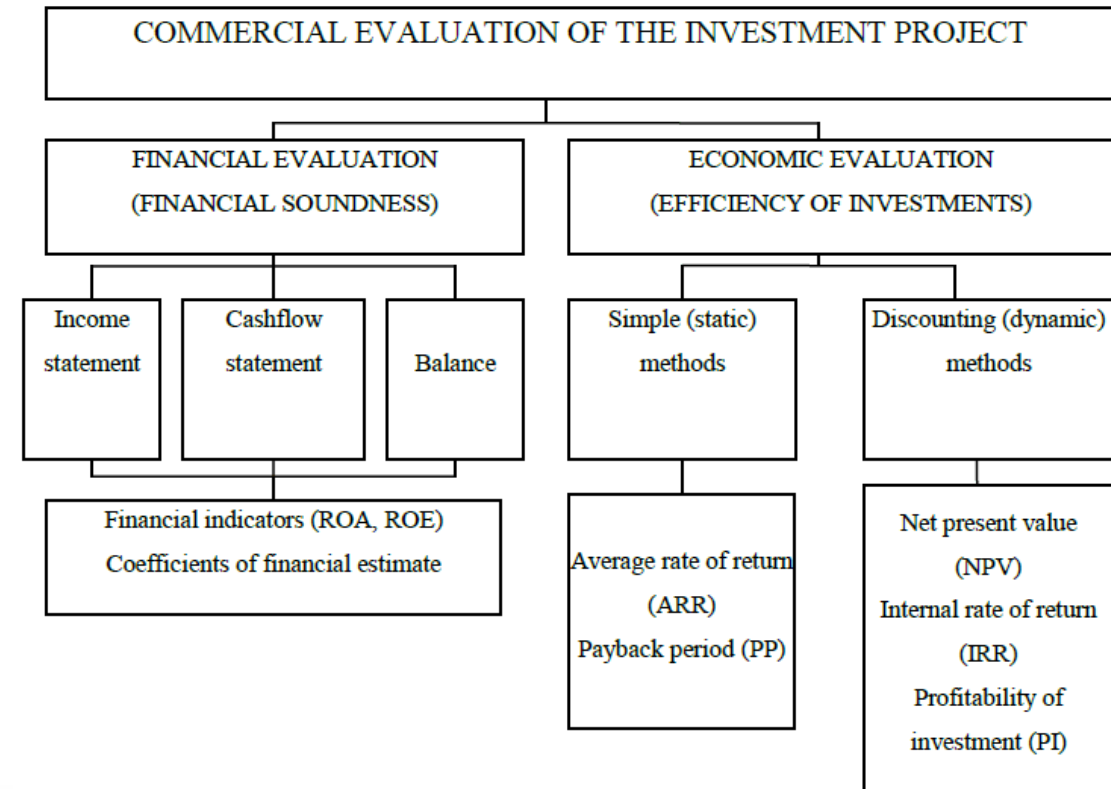 COMMERCIAL EVALUATION OF THE INVESTMENT PROJECT
FINANCIAL EVALUATION
(FINANCIAL SOUNDNESS)
ECONOMIC EVALUATION
(EFFICIENCY OF INVESTMENTS)
Income
statement
Cashflow
statement
Balance
Simple (static)
methods
Discounting (dynamic)
methods
Financial indicators (ROA, ROE)
Coefficients of financial estimate
Average rate of return
(ARR)
Payback period (PP)
Net present value
(NPV)
Internal rate of return
(IRR)
Profitability of
investment (PI)